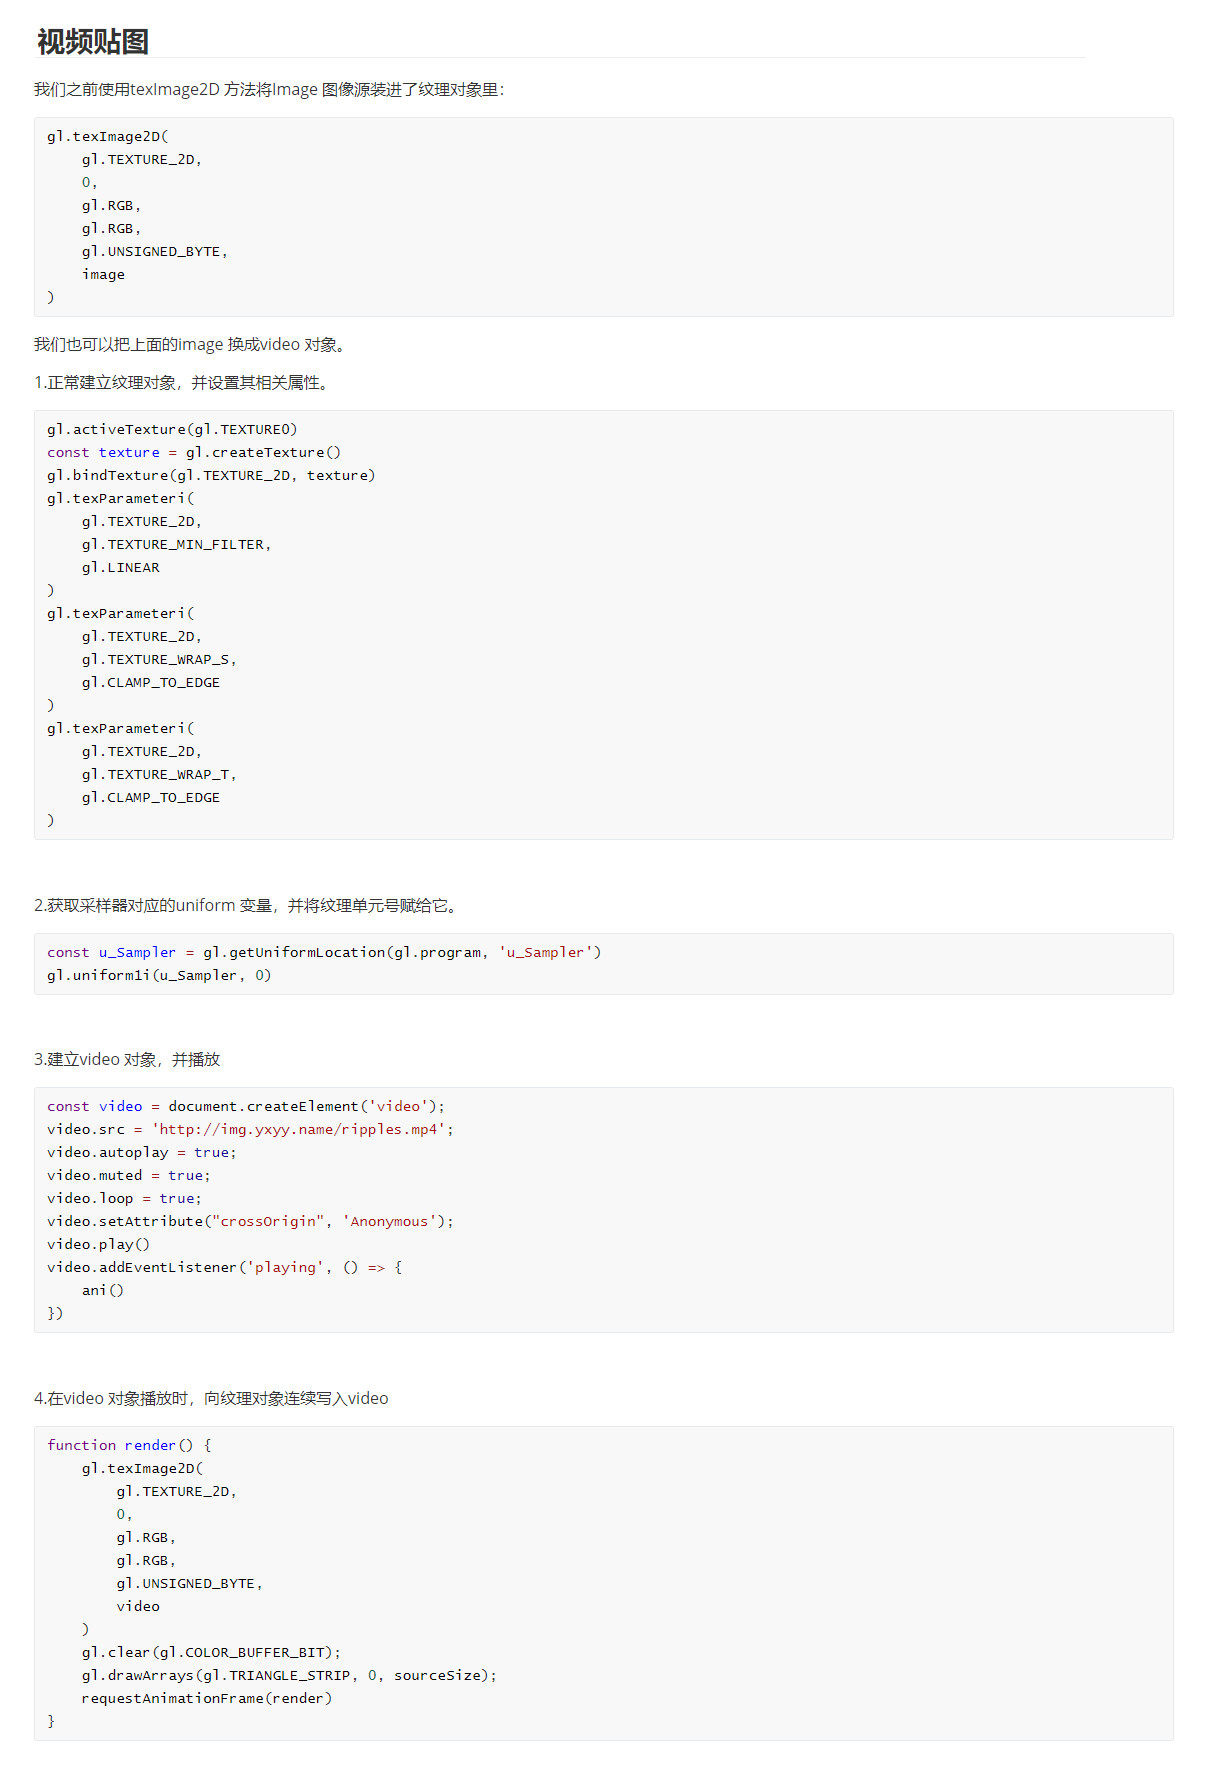 视频贴图
我们之前使用texImage2D 方法将Image 图像源装进了纹理对象里：
gl.texImage2D(
    gl.TEXTURE_2D,
    0,
    gl.RGB,
    gl.RGB,
    gl.UNSIGNED_BYTE,
    image
)
我们也可以把上面的image 换成video 对象。
1.正常建立纹理对象，并设置其相关属性。
gl.activeTexture(gl.TEXTURE0)
const texture = gl.createTexture()
gl.bindTexture(gl.TEXTURE_2D, texture)
gl.texParameteri(
    gl.TEXTURE_2D,
    gl.TEXTURE_MIN_FILTER,
    gl.LINEAR
)
gl.texParameteri(
    gl.TEXTURE_2D,
    gl.TEXTURE_WRAP_S,
    gl.CLAMP_TO_EDGE
)
gl.texParameteri(
    gl.TEXTURE_2D,
    gl.TEXTURE_WRAP_T,
    gl.CLAMP_TO_EDGE
)
2.获取采样器对应的uniform 变量，并将纹理单元号赋给它。
const u_Sampler = gl.getUniformLocation(gl.program, 'u_Sampler')
gl.uniform1i(u_Sampler, 0)
3.建立video 对象，并播放
const video = document.createElement('video');
video.src = 'http://img.yxyy.name/ripples.mp4';
video.autoplay = true;
video.muted = true;
video.loop = true;
video.setAttribute("crossOrigin", 'Anonymous');
video.play()
video.addEventListener('playing', () => {
    ani()
})
4.在video 对象播放时，向纹理对象连续写入video
function render() {
    gl.texImage2D(
        gl.TEXTURE_2D,
        0,
        gl.RGB,
        gl.RGB,
        gl.UNSIGNED_BYTE,
        video
    )
    gl.clear(gl.COLOR_BUFFER_BIT);
    gl.drawArrays(gl.TRIANGLE_STRIP, 0, sourceSize);
    requestAnimationFrame(render)
}